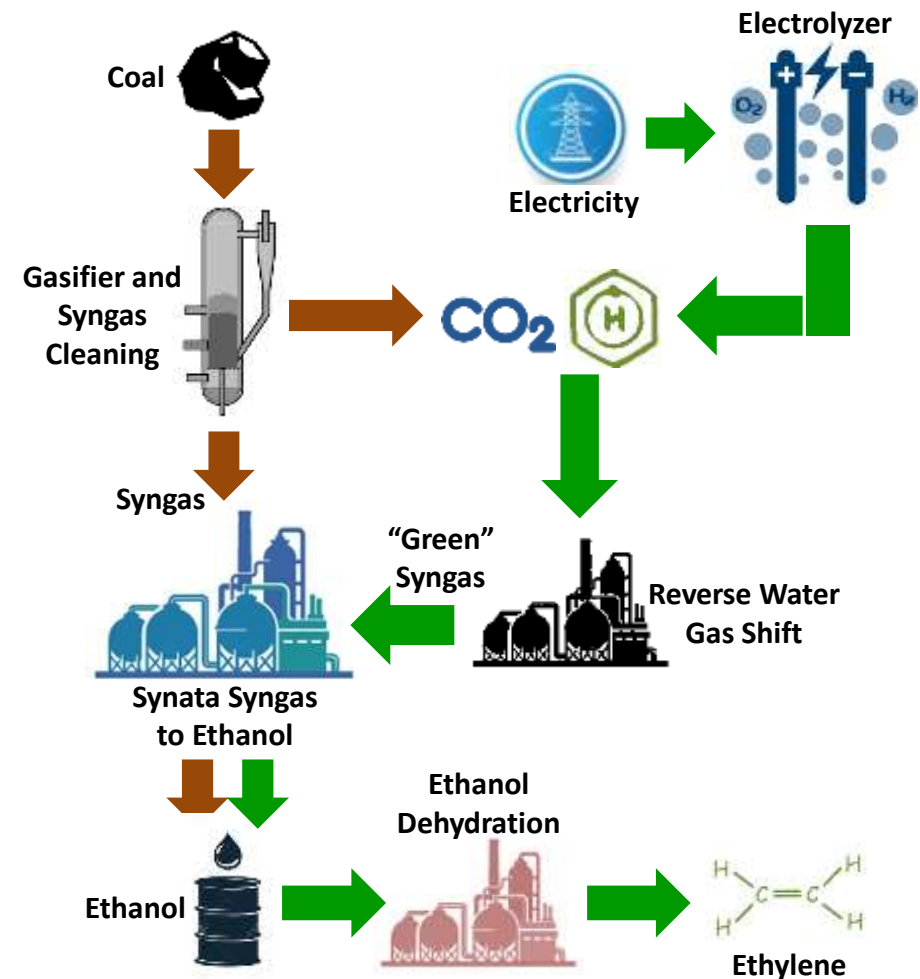 Electrolyzer
Coal
+
−
O₂
H₂
Electricity
Gasifier and
Syngas
Cleaning
CO₂
H
Syngas
“Green”
Syngas
Reverse Water
Gas Shift
Synata Syngas
to Ethanol
Ethanol
Dehydration
Ethanol
H
H
C=C
H
H
Ethylene